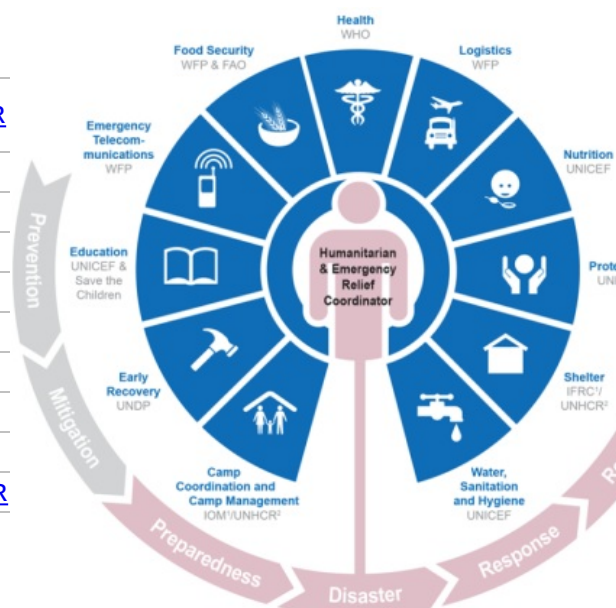 Health
WHO
Food Security
WFP & FAO
Logistics
WFP
R
Emergency
Telecom-
munications
WFP
Nutrition
UNICEF
Prevention
Education
UNICEF &
Save the
Children
Humanitarian
& Emergency
Relief
Coordinator
Early
Recovery
UNDP
Shelter
IFRC¹/
UNHCR²
Mitigation
R
Camp
Coordination and
Camp Management
IOM¹/UNHCR²
Water,
Sanitation
and Hygiene
UNICEF
Preparedness
Disaster
Response